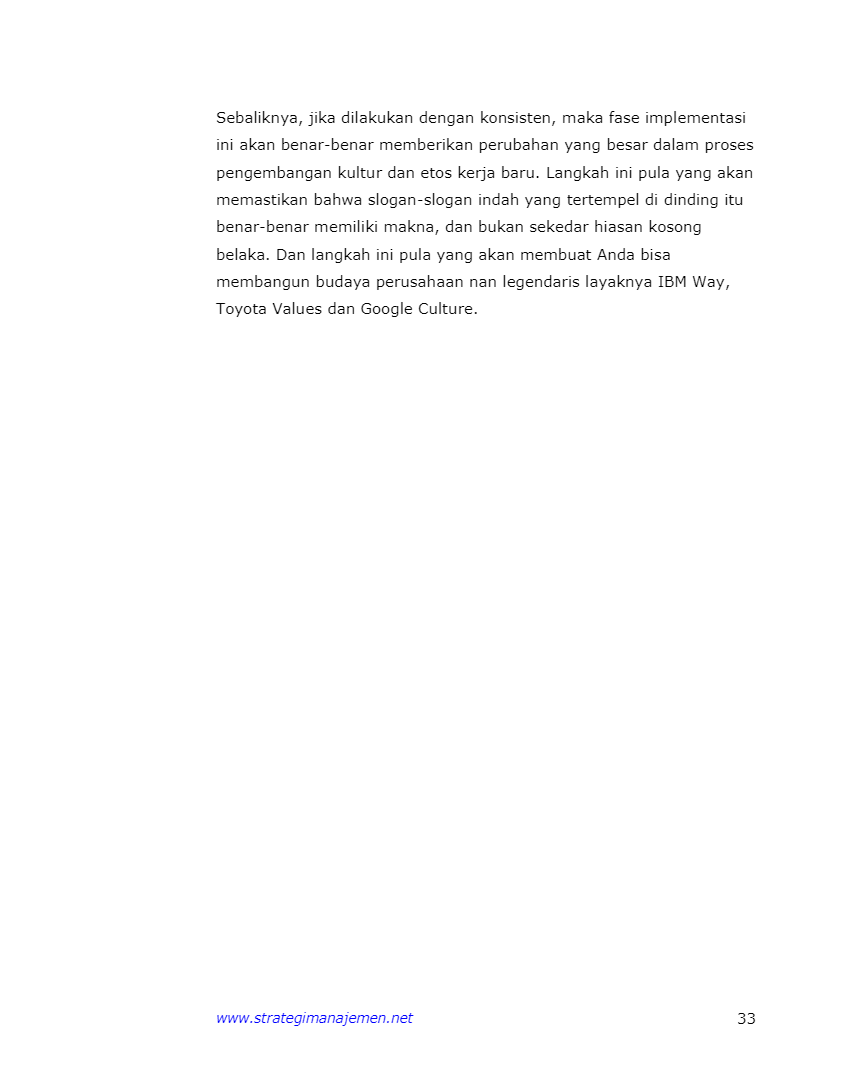 Sebaliknya, jika dilakukan dengan konsisten, maka fase implementasi
ini akan benar-benar memberikan perubahan yang besar dalam proses
pengembangan kultur dan etos kerja baru. Langkah ini pula yang akan
memastikan bahwa slogan-slogan indah yang tertempel di dinding itu
benar-benar memiliki makna, dan bukan sekedar hiasan kosong
belaka. Dan langkah ini pula yang akan membuat Anda bisa
membangun budaya perusahaan nan legendaris layaknya IBM Way,
Toyota Values dan Google Culture.
www.strategimanajemen.net 33